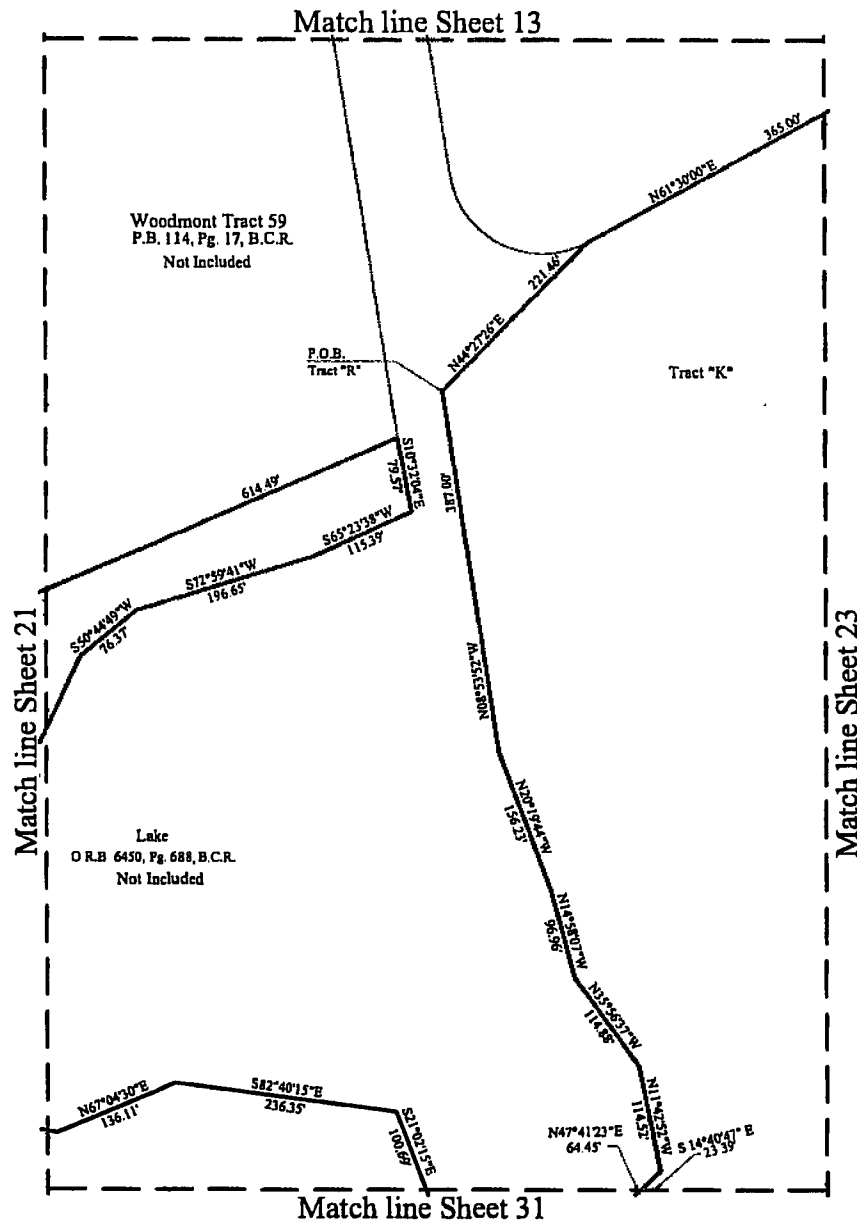 Match line Sheet 13
365.00'
N61°30'00"E
Woodmont Tract 59
P.B. 114, Pg. 17, B.C.R.
Not Included
221.46'
N44°27'26"E
P.O.B.
Tract "R"
Tract "K"
S10°32'04"E
79.57'
614.49'
387.00'
S65°23'38"W
115.39'
S72°59'41"W
196.65'
S50°44'49"W
76.37'
Match line Sheet 21
Match line Sheet 23
N08°53'52"W
N20°19'44"W
156.23'
Lake
O R.B 6450, Pg. 688, B.C.R.
Not Included
N14°58'07"W
96.96'
N35°56'37"W
114.88'
N67°04'30"E
136.11'
S82°40'15"E
236.35'
S21°02'15"E
100.69'
N11°42'52"W
114.52'
N47°41'23"E
64.45'
S 14°40'47" E
23 39'
Match line Sheet 31